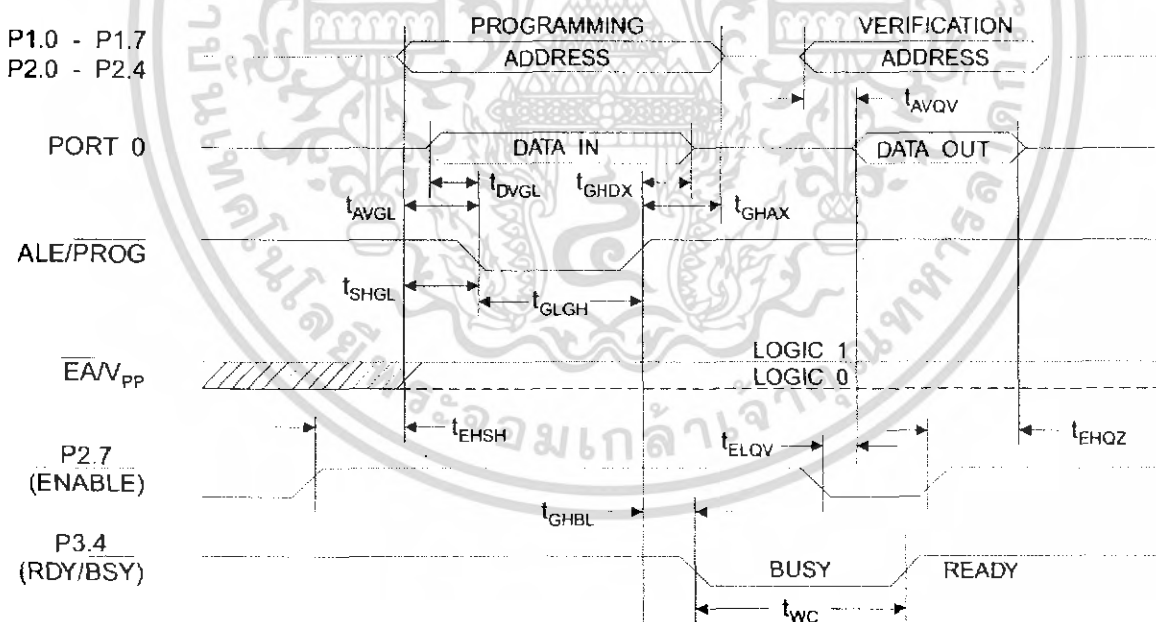 PROGRAMMING VERIFICATION
P1.0 - P1.7
P2.0 - P2.4
ADDRESS ADDRESS
tAVQV
PORT 0 DATA IN DATA OUT
tDVGL tGHDX
tAVGL tGHAX
ALE/PROG
tSHGL tGLGH
LOGIC 1
EA/VPP LOGIC 0
tEHSH tELQV tEHQZ
P2.7
(ENABLE)
tGHBL
P3.4
(RDY/BSY) BUSY READY
tWC